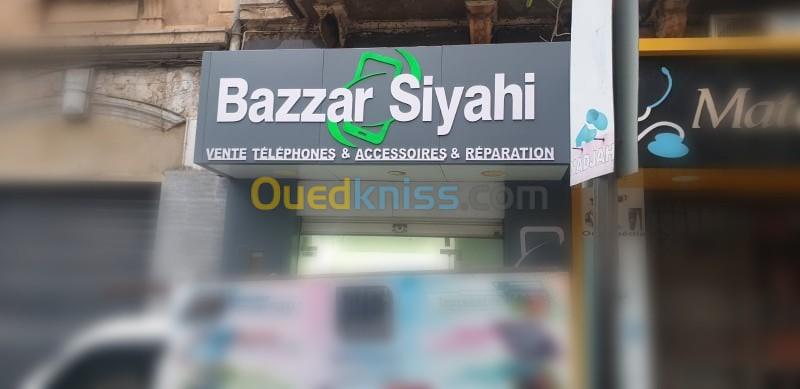 Bazzar Siyahi
VENTE TÉLÉPHONES & ACCESSOIRES & RÉPARATION
Ouedkniss.com